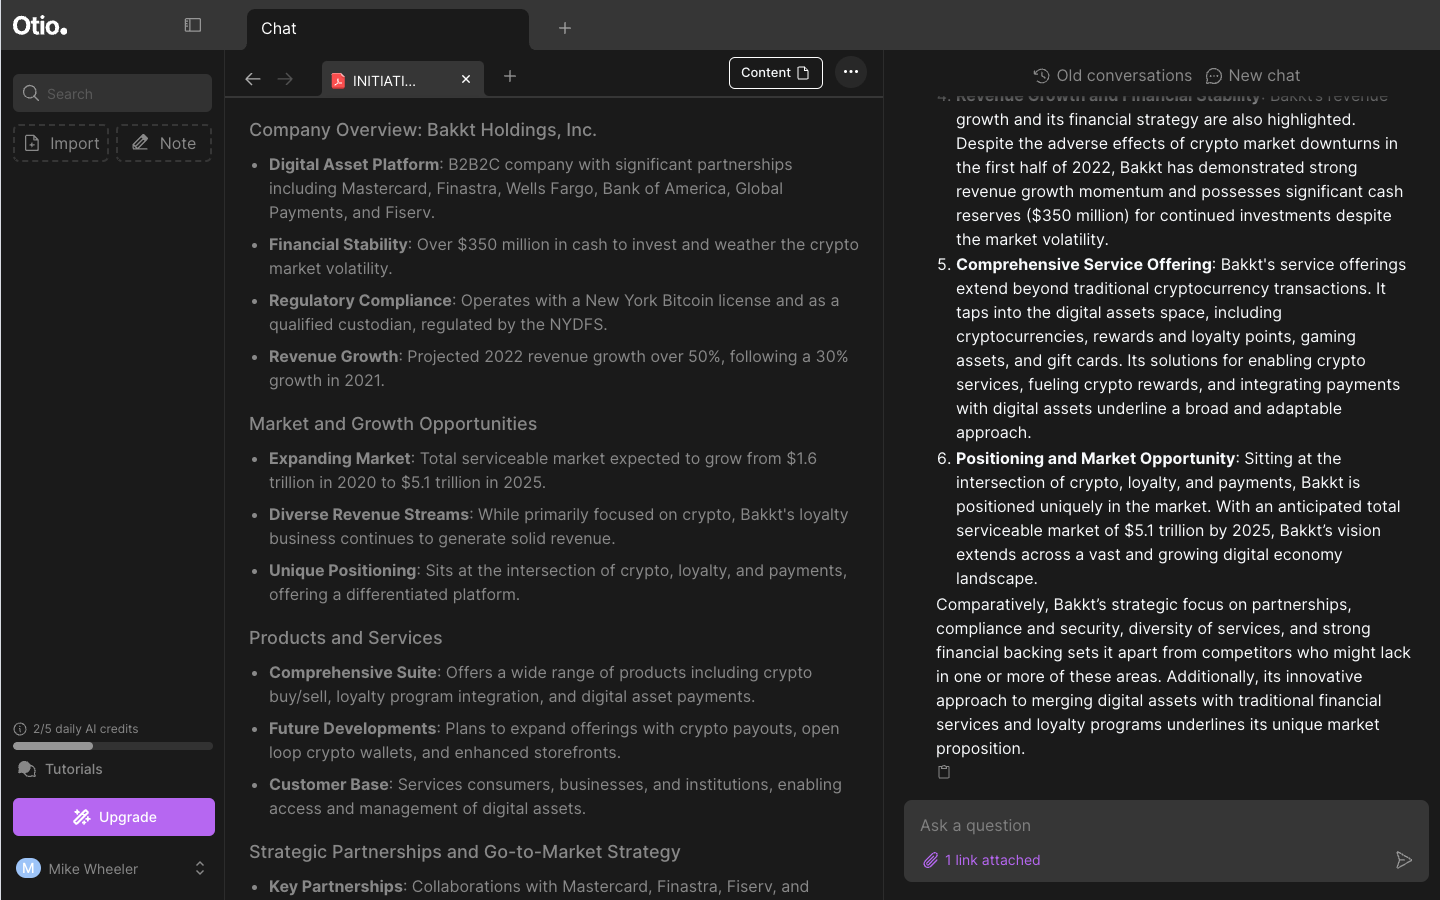 Otio.
Chat
Search
Import
Note
2/5 daily AI credits
Tutorials
Upgrade
M
Mike Wheeler
INITIATI...
Content
Company Overview: Bakkt Holdings, Inc.
• Digital Asset Platform: B2B2C company with significant partnerships
including Mastercard, Finastra, Wells Fargo, Bank of America, Global
Payments, and Fiserv.
• Financial Stability: Over $350 million in cash to invest and weather the crypto
market volatility.
• Regulatory Compliance: Operates with a New York Bitcoin license and as a
qualified custodian, regulated by the NYDFS.
• Revenue Growth: Projected 2022 revenue growth over 50%, following a 30%
growth in 2021.
Market and Growth Opportunities
• Expanding Market: Total serviceable market expected to grow from $1.6
trillion in 2020 to $5.1 trillion in 2025.
• Diverse Revenue Streams: While primarily focused on crypto, Bakkt's loyalty
business continues to generate solid revenue.
• Unique Positioning: Sits at the intersection of crypto, loyalty, and payments,
offering a differentiated platform.
Products and Services
• Comprehensive Suite: Offers a wide range of products including crypto
buy/sell, loyalty program integration, and digital asset payments.
• Future Developments: Plans to expand offerings with crypto payouts, open
loop crypto wallets, and enhanced storefronts.
• Customer Base: Services consumers, businesses, and institutions, enabling
access and management of digital assets.
Strategic Partnerships and Go-to-Market Strategy
• Key Partnerships: Collaborations with Mastercard, Finastra, Fiserv, and
Old conversations
New chat
4. Revenue Growth and Financial Stability: Bakkt's revenue
growth and its financial strategy are also highlighted.
Despite the adverse effects of crypto market downturns in
the first half of 2022, Bakkt has demonstrated strong
revenue growth momentum and possesses significant cash
reserves ($350 million) for continued investments despite
the market volatility.
5. Comprehensive Service Offering: Bakkt's service offerings
extend beyond traditional cryptocurrency transactions. It
taps into the digital assets space, including
cryptocurrencies, rewards and loyalty points, gaming
assets, and gift cards. Its solutions for enabling crypto
services, fueling crypto rewards, and integrating payments
with digital assets underline a broad and adaptable
approach.
6. Positioning and Market Opportunity: Sitting at the
intersection of crypto, loyalty, and payments, Bakkt is
positioned uniquely in the market. With an anticipated total
serviceable market of $5.1 trillion by 2025, Bakkt’s vision
extends across a vast and growing digital economy
landscape.
Comparatively, Bakkt’s strategic focus on partnerships,
compliance and security, diversity of services, and strong
financial backing sets it apart from competitors who might lack
in one or more of these areas. Additionally, its innovative
approach to merging digital assets with traditional financial
services and loyalty programs underlines its unique market
proposition.
Ask a question
1 link attached